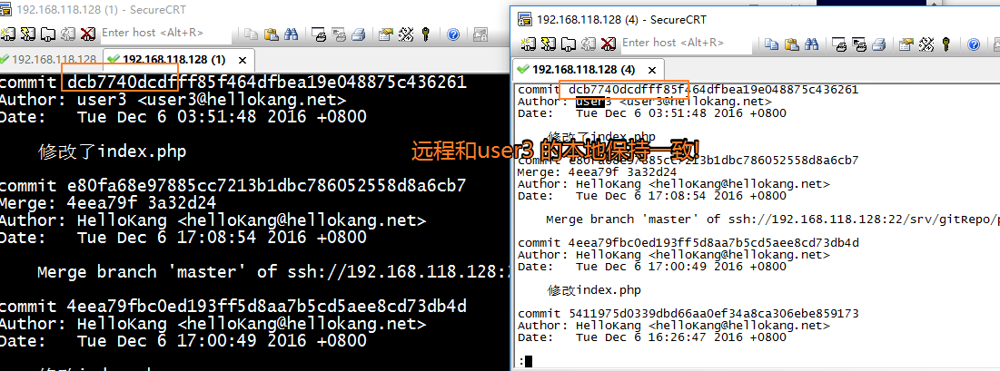 192.168.118.128 (4) - SecureCRT
Enter host <Alt+R>
192.168.118.128
192.168.118.128 (1)
commit dcb7740dcdfff85f464dfbea19e048875c436261
Author: user3 <user3@hellokang.net>
Date:   Tue Dec 6 03:51:48 2016 +0800
修改了index.php
commit e80fa68e97885cc7213b1dbc786052558d8a6cb7
Merge: 4eea79f 3a32d24
Author: HelloKang <helloKang@hellokang.net>
Date:   Tue Dec 6 17:08:54 2016 +0800
Merge branch 'master' of ssh://192.168.118.128:
commit 4eea79fbc0ed193ff5d8aa7b5cd5aee8cd73db4d
Author: HelloKang <helloKang@hellokang.net>
Date:   Tue Dec 6 17:00:49 2016 +0800
远程和user3 的本地保持一致!
192.168.118.128 (4) - SecureCRT
Enter host <Alt+R>
192.168.118.128 (4)
commit dcb7740dcdfff85f464dfbea19e048875c436261
Author: user3 <user3@hellokang.net>
Date:   Tue Dec 6 03:51:48 2016 +0800
修改了index.php
commit e80fa68e97885cc7213b1dbc786052558d8a6cb7
Merge: 4eea79f 3a32d24
Author: HelloKang <helloKang@hellokang.net>
Date:   Tue Dec 6 17:08:54 2016 +0800
Merge branch 'master' of ssh://192.168.118.128:22/srv/gitRepo/p
commit 4eea79fbc0ed193ff5d8aa7b5cd5aee8cd73db4d
Author: HelloKang <helloKang@hellokang.net>
Date:   Tue Dec 6 17:00:49 2016 +0800
修改index.php
commit 5411975d0339dbd66aa0ef34a8ca306ebe859173
Author: HelloKang <helloKang@hellokang.net>
Date:   Tue Dec 6 16:26:47 2016 +0800
: